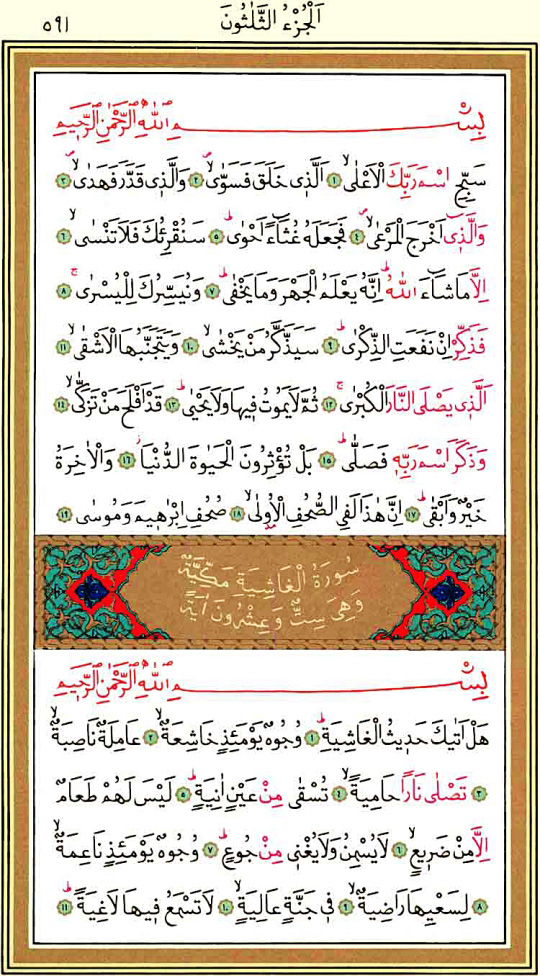 اَلْجُزْءُ الثَّلٰثُونَ
٥٩١
بِسْــــمِ اللّٰهِ الرَّحْمٰنِ الرَّحٖيمِ
سَبِّحِ اسْمَ رَبِّكَ الْاَعْلٰىۙ ١ اَلَّذٖى خَلَقَ فَسَوّٰىۙ ٢ وَالَّذٖى قَدَّرَ فَهَدٰىۙ ٣
وَالَّذٖٓى اَخْرَجَ الْمَرْعٰىۙ ٤ فَجَعَلَهُ غُثَٓاءً اَحْوٰىۜ ٥ سَنُقْرِئُكَ فَلَا تَنْسٰىۙ ٦
اِلَّا مَا شَٓاءَ اللّٰهُۜ اِنَّهُ يَعْلَمُ الْجَهْرَ وَمَا يَخْفٰىۜ ٧ وَنُيَسِّرُكَ لِلْيُسْرٰىۚ ٨
فَذَكِّرْ اِنْ نَفَعَتِ الذِّكْرٰىۜ ٩ سَيَذَّكَّرُ مَنْ يَخْشٰىۙ ١٠ وَيَتَجَنَّبُهَا الْاَشْقٰىۙ ١١
اَلَّذٖى يَصْلَى النَّارَ الْكُبْرٰىۚ ١٢ ثُمَّ لَا يَمُوتُ فٖيهَا وَلَا يَحْيٰىۜ ١٣ قَدْ اَفْلَحَ مَنْ تَزَكّٰىۙ ١٤
وَذَكَرَ اسْمَ رَبِّهٖ فَصَلّٰىۜ ١٥ بَلْ تُؤْثِرُونَ الْحَيٰوةَ الدُّنْيَاۘ ١٦ وَالْاٰخِرَةُ
خَيْرٌ وَاَبْقٰىۜ ١٧ اِنَّ هٰذَا لَفِى الصُّحُفِ الْاُولٰىۙ ١٨ صُحُفِ اِبْرٰهٖيمَ وَمُوسٰى ١٩
سُورَةُ الْغَاشِيَةِ مَكِّيَّةٌ
وَهِىَ سِتٌّ وَعِشْرُونَ اٰيَةً
بِسْــــمِ اللّٰهِ الرَّحْمٰنِ الرَّحٖيمِ
هَلْ اَتٰيكَ حَدٖيثُ الْغَاشِيَةِۜ ١ وُجُوهٌ يَوْمَئِذٍ خَاشِعَةٌۙ ٢ عَامِلَةٌ نَاصِبَةٌۙ
٣ تَصْلٰى نَارًا حَامِيَةًۙ ٤ تُسْقٰى مِنْ عَيْنٍ اٰنِيَةٍۜ ٥ لَيْسَ لَهُمْ طَعَامٌ
اِلَّا مِنْ ضَرٖيعٍۙ ٦ لَا يُسْمِنُ وَلَا يُغْنٖى مِنْ جُوعٍۜ ٧ وُجُوهٌ يَوْمَئِذٍ نَاعِمَةٌۙ
٨ لِسَعْيِهَا رَاضِيَةٌۙ ٩ فٖى جَنَّةٍ عَالِيَةٍۙ ١٠ لَا تَسْمَعُ فٖيهَا لَاغِيَةًۜ ١١